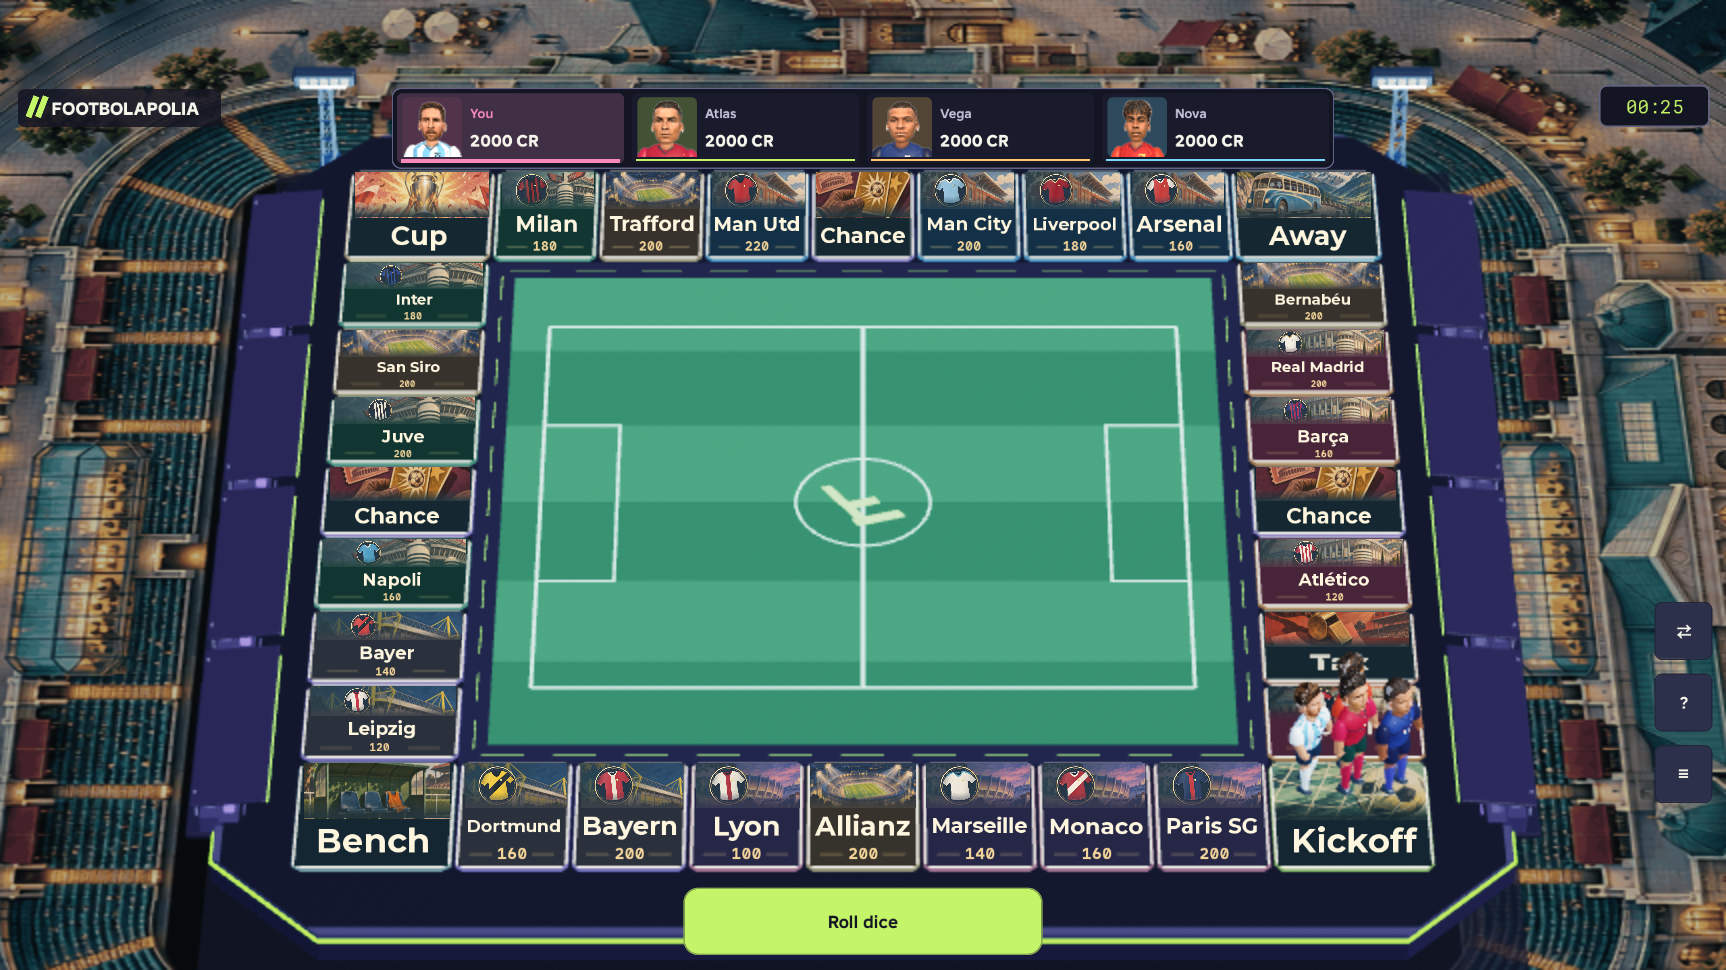 FOOTBOLAPOLIA
You
2000 CR
Atlas
2000 CR
Vega
2000 CR
Nova
2000 CR
00:25
Cup
Milan
180
Trafford
200
Man Utd
220
Chance
Man City
200
Liverpool
180
Arsenal
160
Away
Inter
180
Bernabéu
200
San Siro
200
Real Madrid
200
Juve
200
Barça
160
Chance
Chance
Napoli
160
Atlético
120
Bayer
140
Tax
Leipzig
120
Bench
Dortmund
160
Bayern
200
Lyon
100
Allianz
200
Marseille
140
Monaco
160
Paris SG
200
Kickoff
?
Roll dice